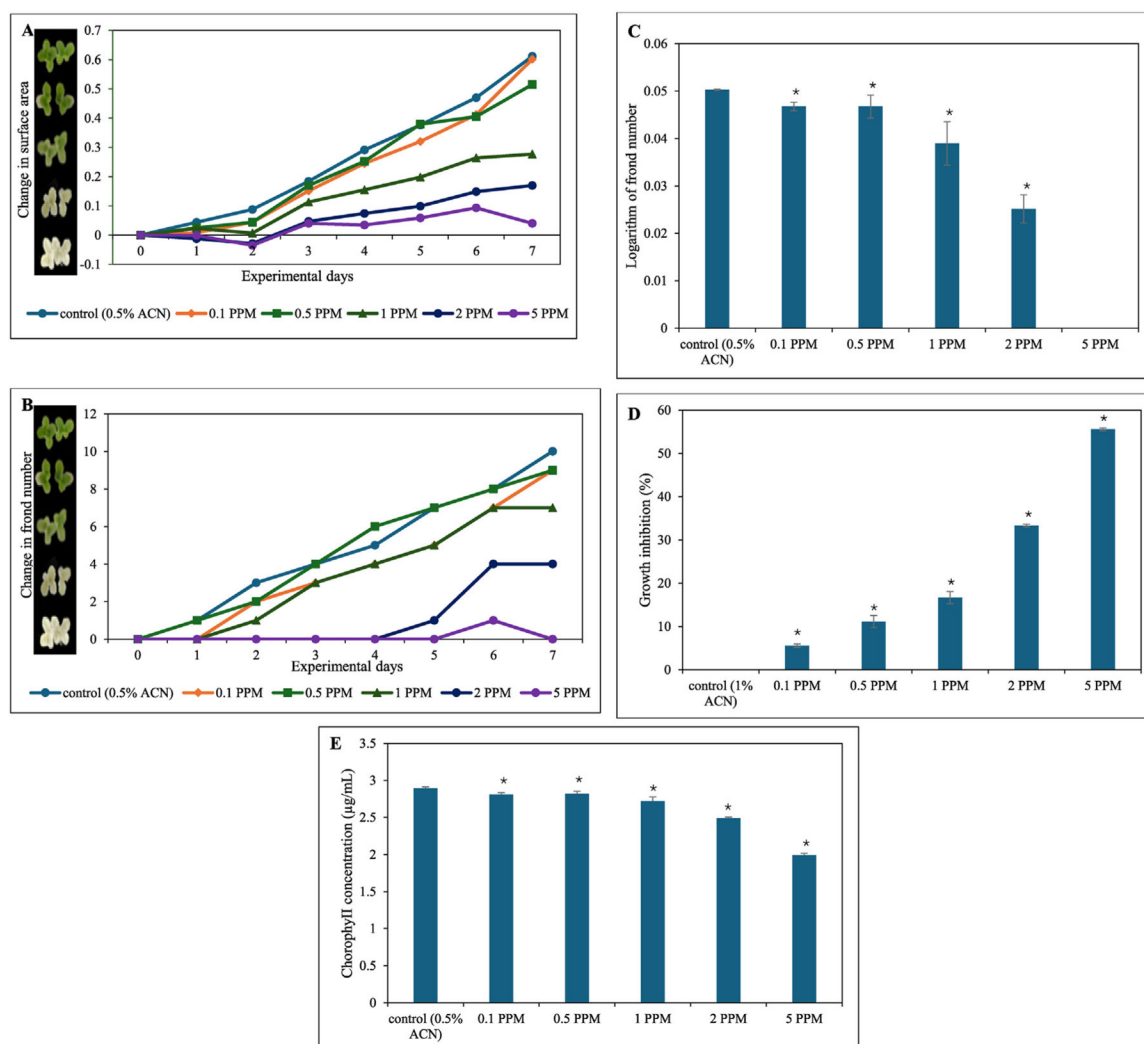 A
Change in surface area
0.7
0.6
0.5
0.4
0.3
0.2
0.1
0
-0.1
0 1 2 3 4 5 6 7
Experimental days
control (0.5% ACN) 0.1 PPM 0.5 PPM 1 PPM 2 PPM 5 PPM
B
Change in frond number
12
10
8
6
4
2
0
0 1 2 3 4 5 6 7
Experimental days
control (0.5% ACN) 0.1 PPM 0.5 PPM 1 PPM 2 PPM 5 PPM
C
Logarithm of frond number
0.06
0.050
0.04
0.03
0.02
0.01
0
* * * *
control (0.5% 0.1 PPM 0.5 PPM 1 PPM 2 PPM 5 PPM
ACN)
D
Growth inhibition (%)
60
50
40
30
20
10
0
* * * * *
control (1% 0.1 PPM 0.5 PPM 1 PPM 2 PPM 5 PPM
ACN)
E
ChorophyII concentration (µg/mL)
3.5
3
2.5
2
1.5
1
0.5
0
* * * * *
control (0.5% 0.1 PPM 0.5 PPM 1 PPM 2 PPM 5 PPM
ACN)